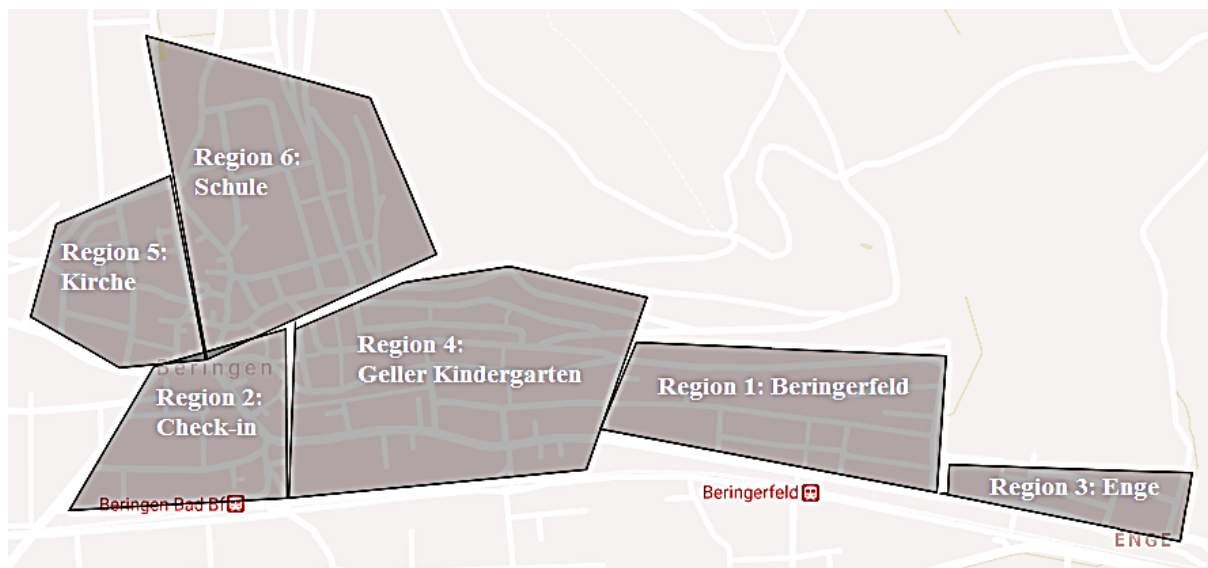 Region 6:
Schule
Region 5:
Kirche
Region 4:
Geller Kindergarten
Beringen
Region 2:
Check-in
Region 1: Beringerfeld
Beringen Bad Bf
Beringerfeld
Region 3: Enge
ENGE